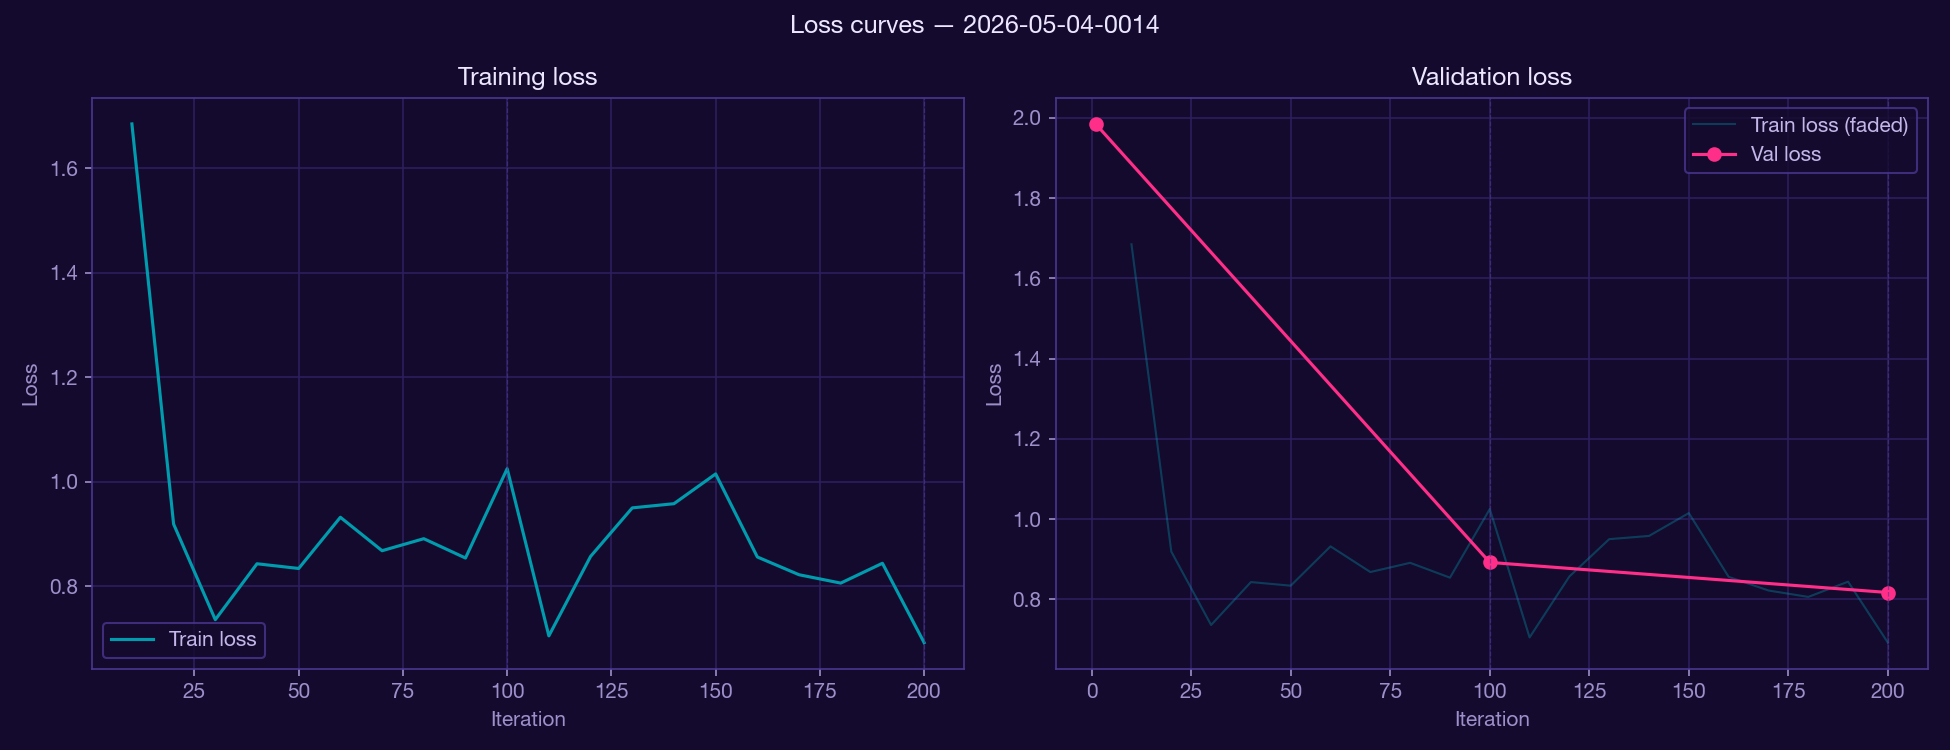 Loss curves — 2026-05-04-0014
Training loss
1.6
1.4
1.2
1.0
0.8
Loss
Train loss
25 50 75 100 125 150 175 200
Iteration
Validation loss
2.0
1.8
1.6
1.4
1.2
1.0
0.8
Loss
Train loss (faded)
Val loss
0 25 50 75 100 125 150 175 200
Iteration